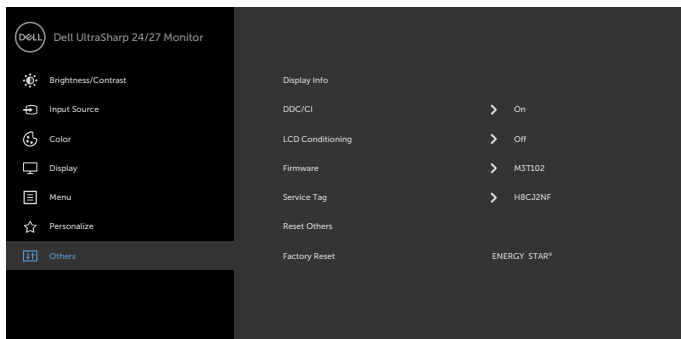 DELL Dell UltraSharp 24/27 Monitor
Brightness/Contrast Display Info
Input Source DDC/CI On
Color LCD Conditioning Off
Display Firmware M3T102
Menu Service Tag H8CJ2NF
Personalize Reset Others
Others Factory Reset ENERGY STAR®